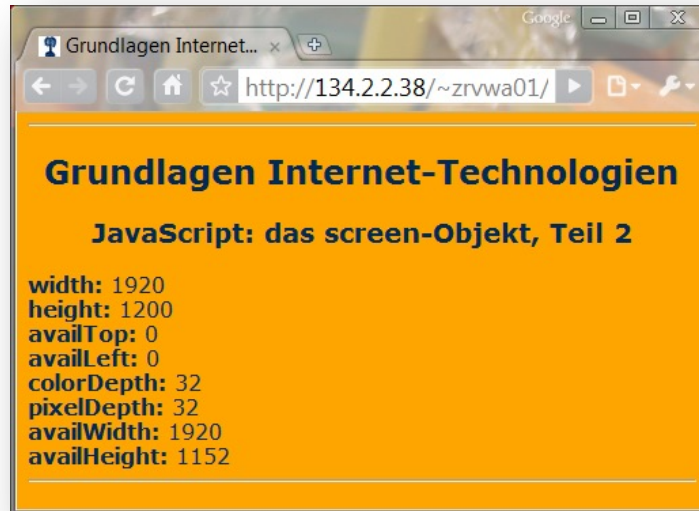 Google
Grundlagen Internet...
http://134.2.2.38/~zrvwa01/
Grundlagen Internet-Technologien
JavaScript: das screen-Objekt, Teil 2
width: 1920
height: 1200
availTop: 0
availLeft: 0
colorDepth: 32
pixelDepth: 32
availWidth: 1920
availHeight: 1152